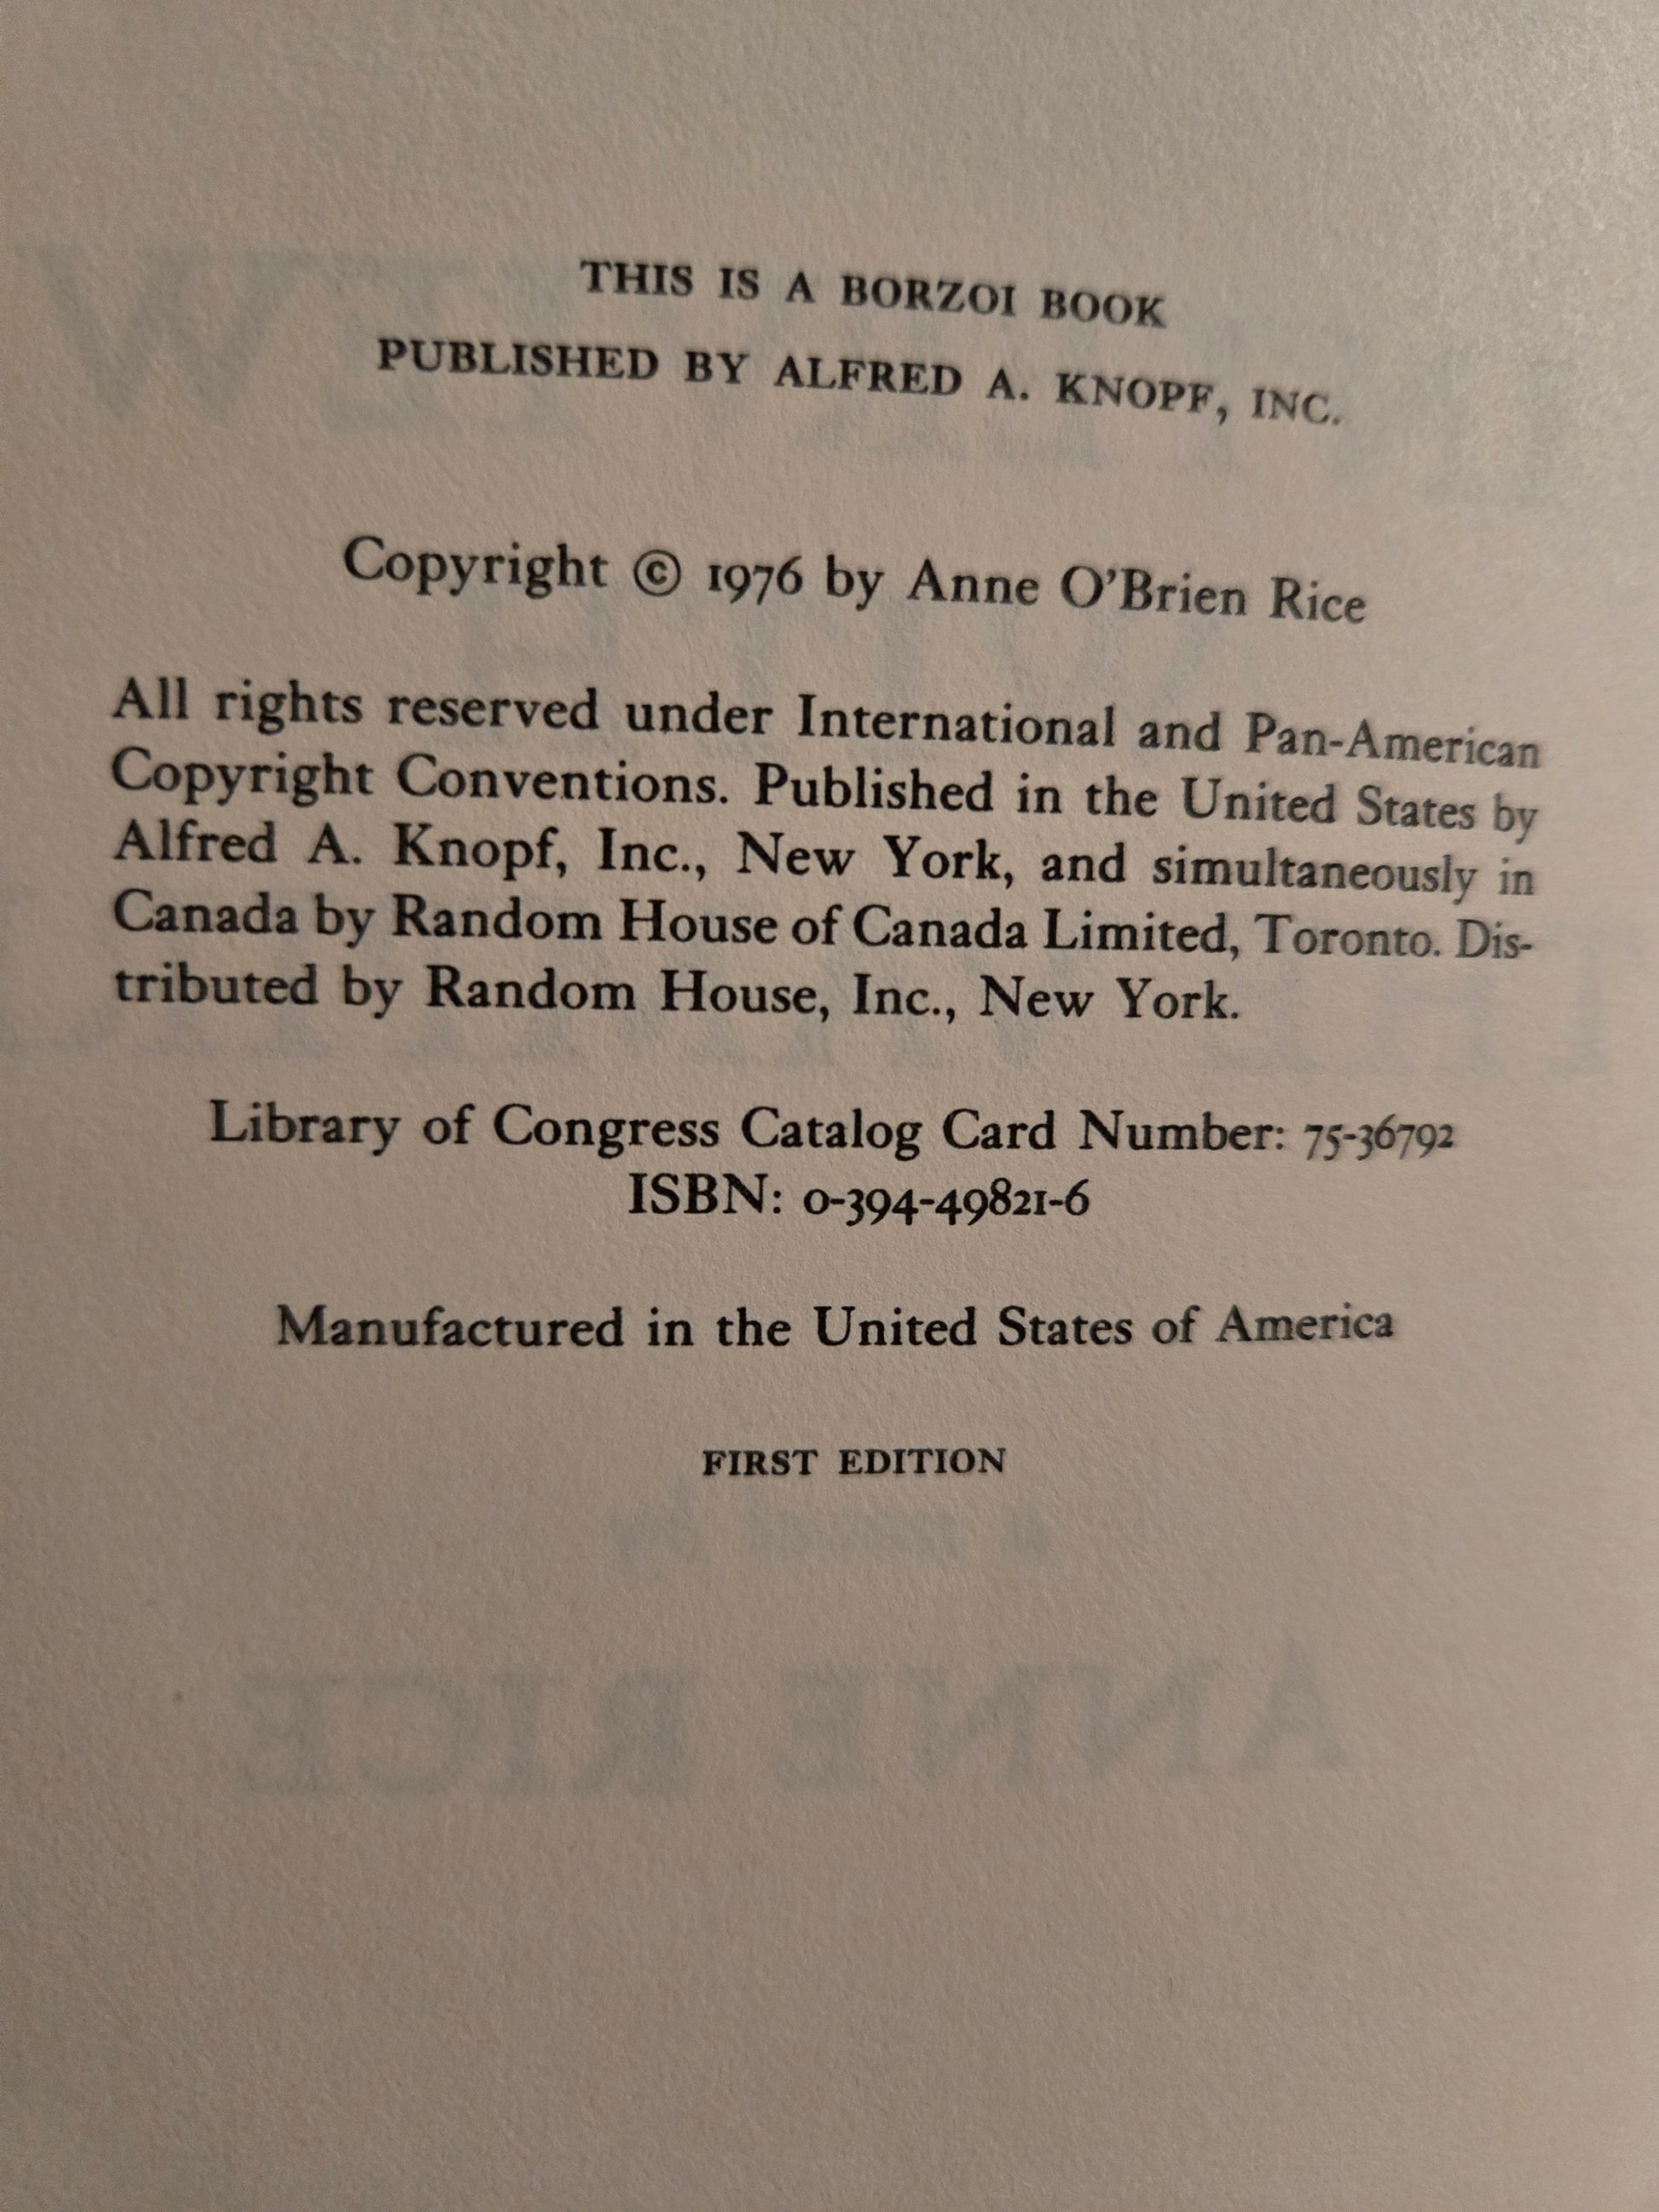 THIS IS A BORZOI BOOK
PUBLISHED BY ALFRED A. KNOPF, INC.
Copyright © 1976 by Anne O'Brien Rice
All rights reserved under International and Pan-American
Copyright Conventions. Published in the United States by
Alfred A. Knopf, Inc., New York, and simultaneously in
Canada by Random House of Canada Limited, Toronto. Dis-
tributed by Random House, Inc., New York.
Library of Congress Catalog Card Number: 75-36792
ISBN: 0-394-49821-6
Manufactured in the United States of America
FIRST EDITION
ANNE RICE